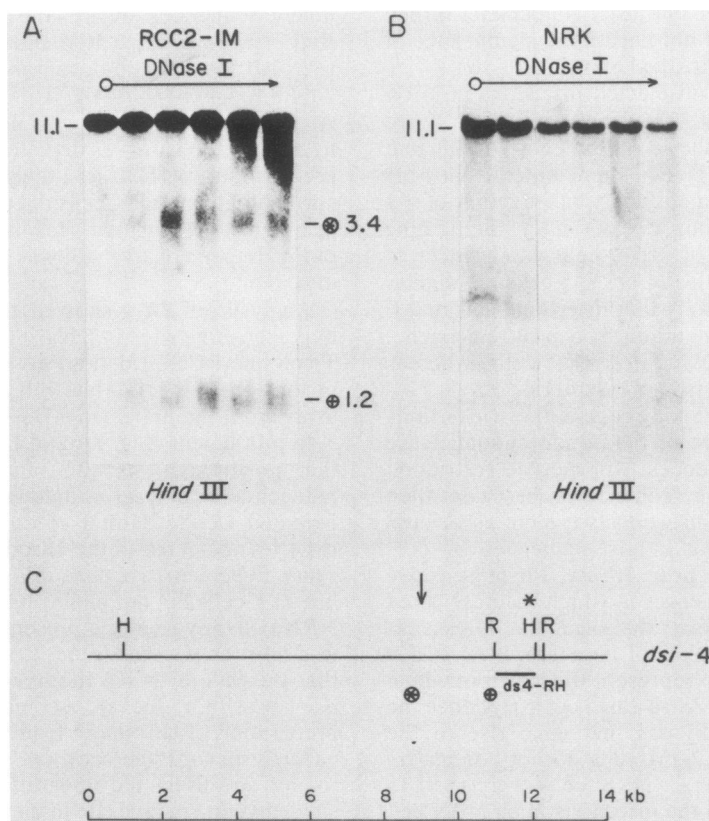 A
RCC2-IM
DNase I
11.1-
-⊛ 3.4
-⊕ 1.2
Hind III
B
NRK
DNase I
11.1-
Hind III
C
*
H R H R dsi-4
ds4-RH
⊛ ⊕
0 2 4 6 8 10 12 14 kb